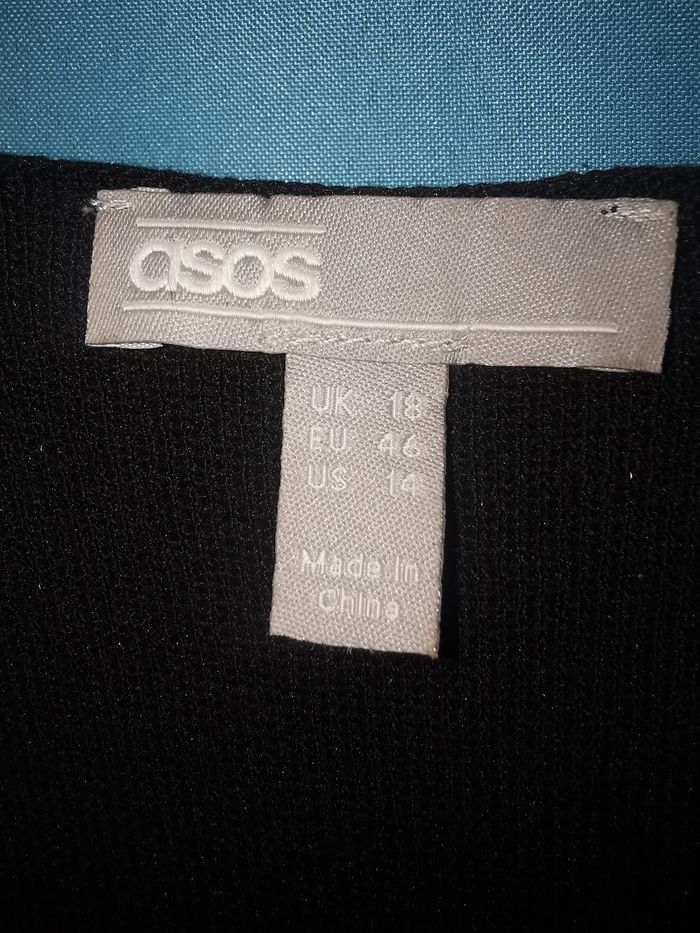 asos
UK 18
EU 46
US 14
Made In
China